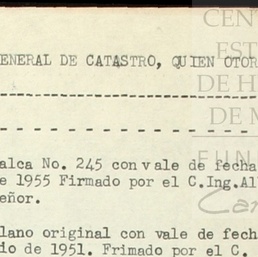 CEN
ENERAL DE CATASTRO, QUIEN OTOR
EST
DE H
DE M
FUN
Car
alca No. 245 con vale de fecha
e 1955 Firmado por el C.Ing.Al
eñor.
lano original con vale de fech
io de 1951. Frimado por el C.